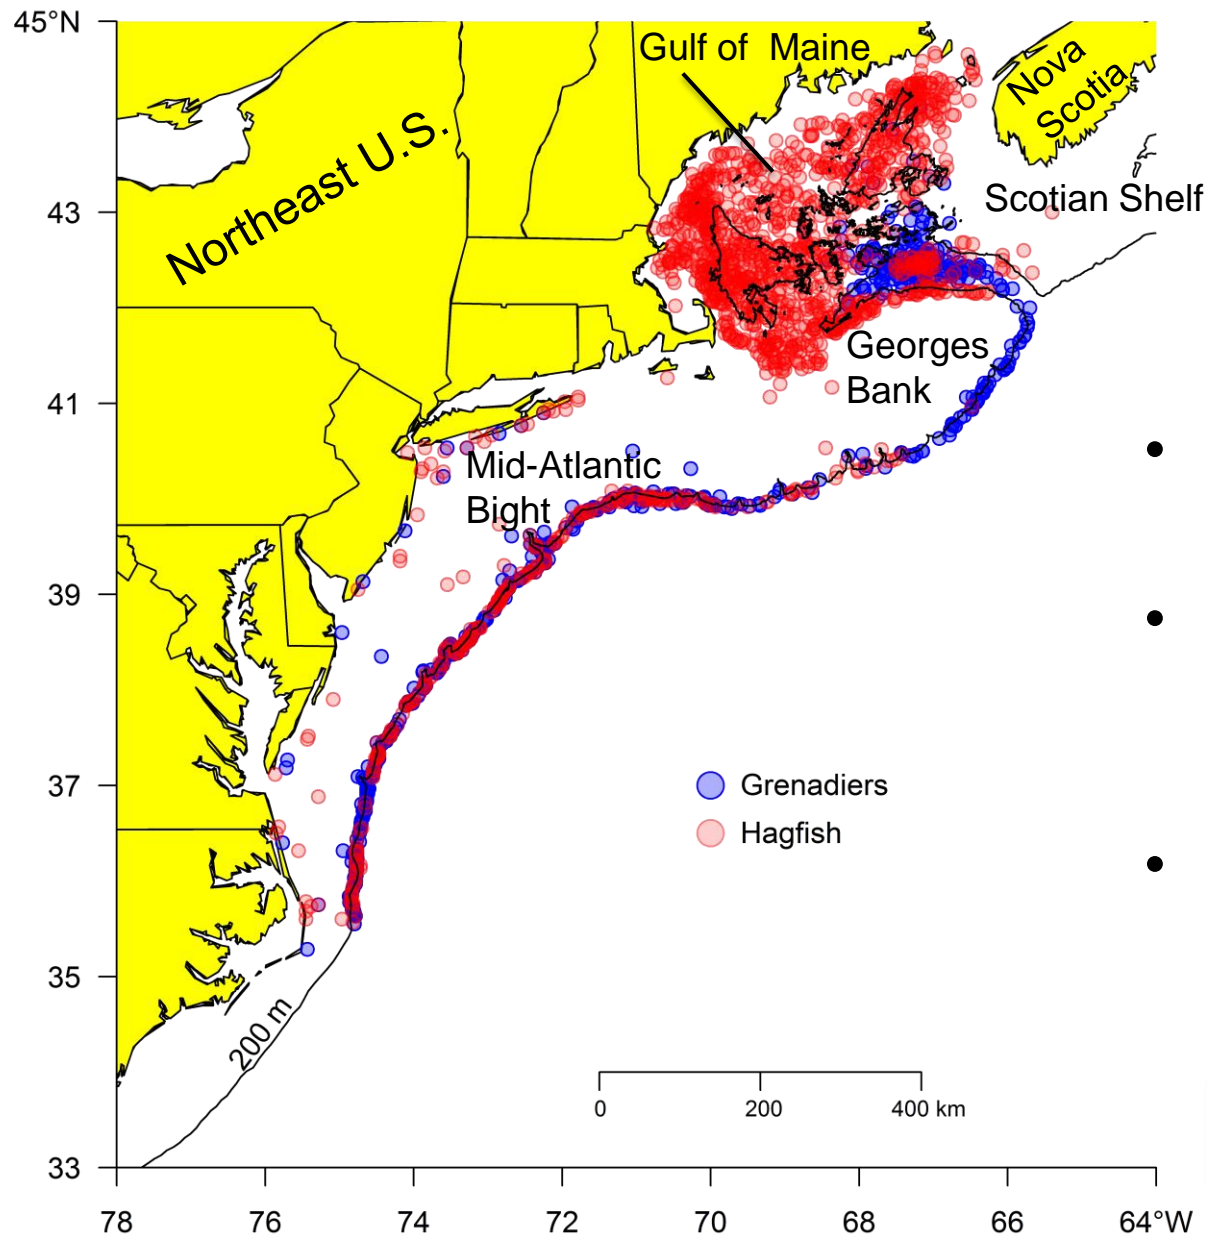 45°N
Gulf of  Maine
Nova
Scotia
Northeast U.S.
43
Scotian Shelf
Georges
Bank
41
Mid-Atlantic
Bight
39
37
Grenadiers
Hagfish
35
200 m
0 200 400 km
33
78 76 74 72 70 68 66 64°W